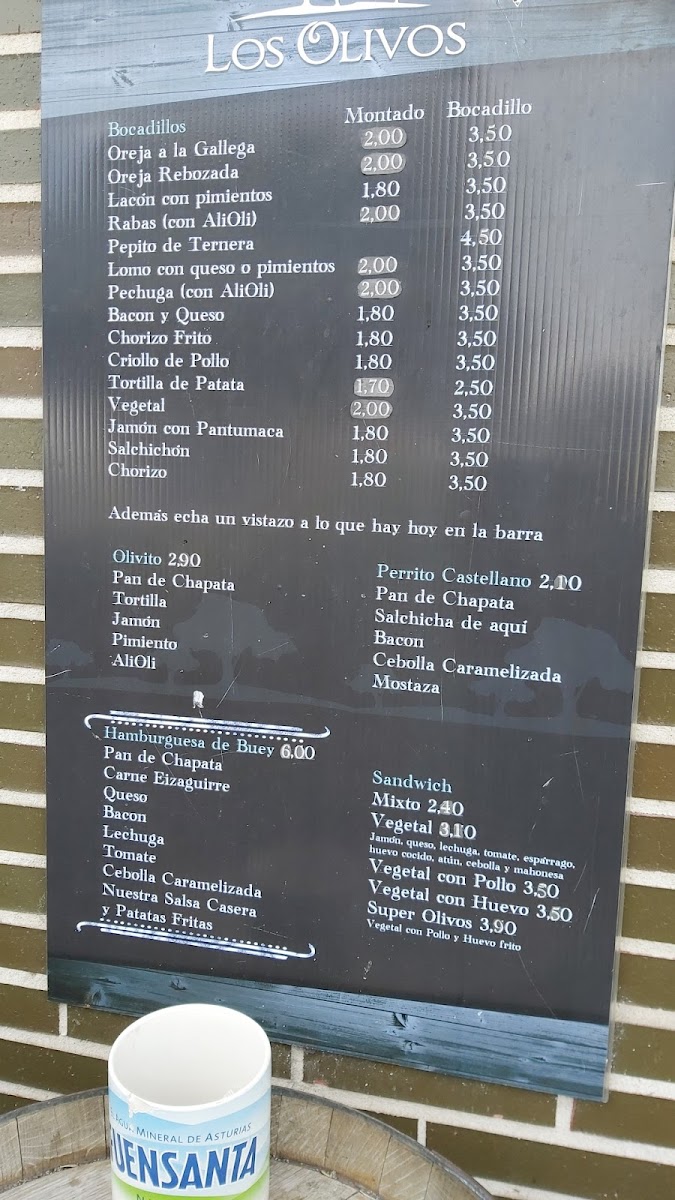 Los Olivos
Bocadillos Montado Bocadillo
Oreja a la Gallega 2,00 3,50
Oreja Rebozada 2,00 3,50
Lacón con pimientos 1,80 3,50
Rabas (con AliOli) 2,00 3,50
Pepito de Ternera 4,50
Lomo con queso o pimientos 2,00 3,50
Pechuga (con AliOli) 2,00 3,50
Bacon y Queso 1,80 3,50
Chorizo Frito 1,80 3,50
Criollo de Pollo 1,80 3,50
Tortilla de Patata 1,70 2,50
Vegetal 2,00 3,50
Jamón con Pantumaca 1,80 3,50
Salchichón 1,80 3,50
Chorizo 1,80 3,50
Además echa un vistazo a lo que hay hoy en la barra
Olivito 2,90
Pan de Chapata
Tortilla
Jamón
Pimiento
AliOli
Perrito Castellano 2,10
Pan de Chapata
Salchicha de aquí
Bacon
Cebolla Caramelizada
Mostaza
Hamburguesa de Buey 6,00
Pan de Chapata
Carne Eizaguirre
Queso
Bacon
Lechuga
Tomate
Cebolla Caramelizada
Nuestra Salsa Casera
y Patatas Fritas
Sandwich
Mixto 2,40
Vegetal 3,10
Jamón, queso, lechuga, tomate, espárrago,
huevo cocido, atún, cebolla y mahonesa
Vegetal con Pollo 3,50
Vegetal con Huevo 3,50
Super Olivos 3,90
Vegetal con Pollo y Huevo frito
Agua Mineral de Asturias
UENSANTA